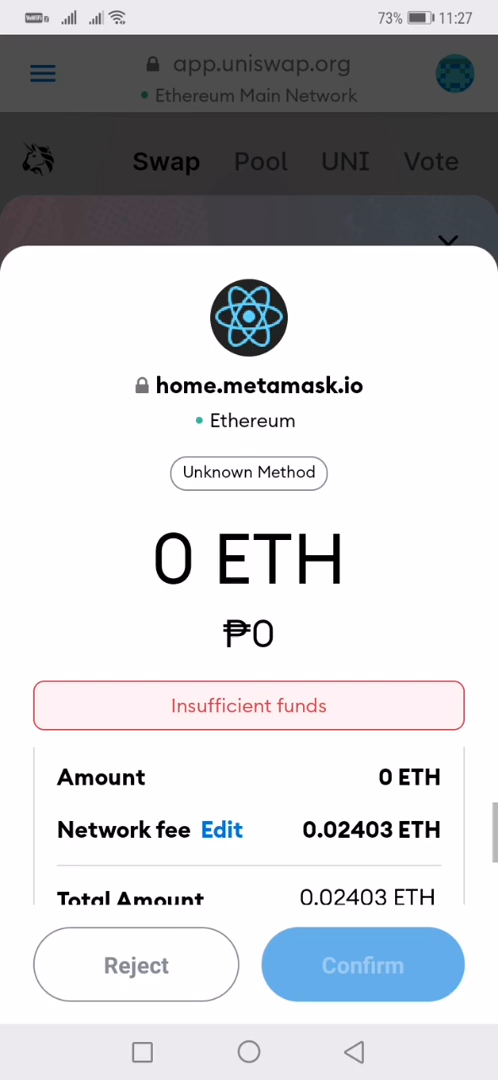 73% 11:27
app.uniswap.org
Ethereum Main Network
Swap Pool UNI Vote
home.metamask.io
Ethereum
Unknown Method
0 ETH
₱0
Insufficient funds
Amount 0 ETH
Network fee Edit 0.02403 ETH
Total Amount 0.02403 ETH
Reject Confirm